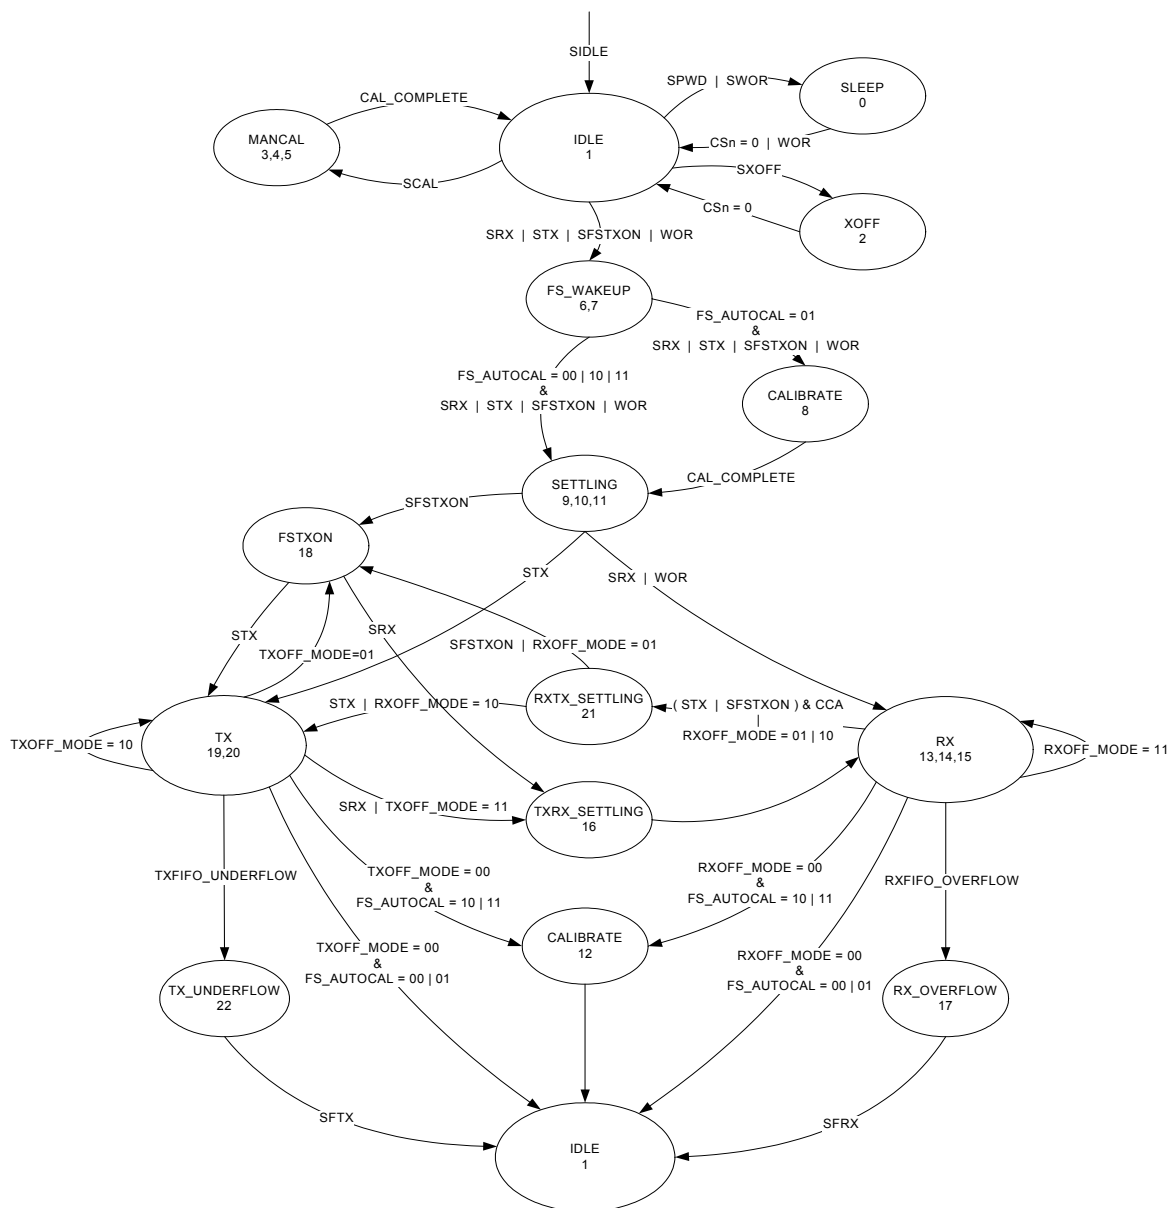 SIDLE
SPWD | SWOR
SLEEP
0
CAL_COMPLETE
MANCAL
3,4,5
IDLE
1
CSn = 0 | WOR
SCAL
SXOFF
CSn = 0
XOFF
2
SRX | STX | SFSTXON | WOR
FS_WAKEUP
6,7
FS_AUTOCAL = 01
&
SRX | STX | SFSTXON | WOR
FS_AUTOCAL = 00 | 10 | 11
&
SRX | STX | SFSTXON | WOR
CALIBRATE
8
SETTLING
9,10,11
CAL_COMPLETE
SFSTXON
FSTXON
18
STX
SRX | WOR
STX
SRX
TXOFF_MODE=01
SFSTXON | RXOFF_MODE = 01
TXOFF_MODE = 10
TX
19,20
STX | RXOFF_MODE = 10
RXTX_SETTLING
21
( STX | SFSTXON ) & CCA
|
RXOFF_MODE = 01 | 10
RX
13,14,15
RXOFF_MODE = 11
SRX | TXOFF_MODE = 11
TXRX_SETTLING
16
TXFIFO_UNDERFLOW
TXOFF_MODE = 00
&
FS_AUTOCAL = 10 | 11
RXOFF_MODE = 00
&
FS_AUTOCAL = 10 | 11
RXFIFO_OVERFLOW
TXOFF_MODE = 00
&
FS_AUTOCAL = 00 | 01
CALIBRATE
12
RXOFF_MODE = 00
&
FS_AUTOCAL = 00 | 01
TX_UNDERFLOW
22
RX_OVERFLOW
17
SFTX
SFRX
IDLE
1